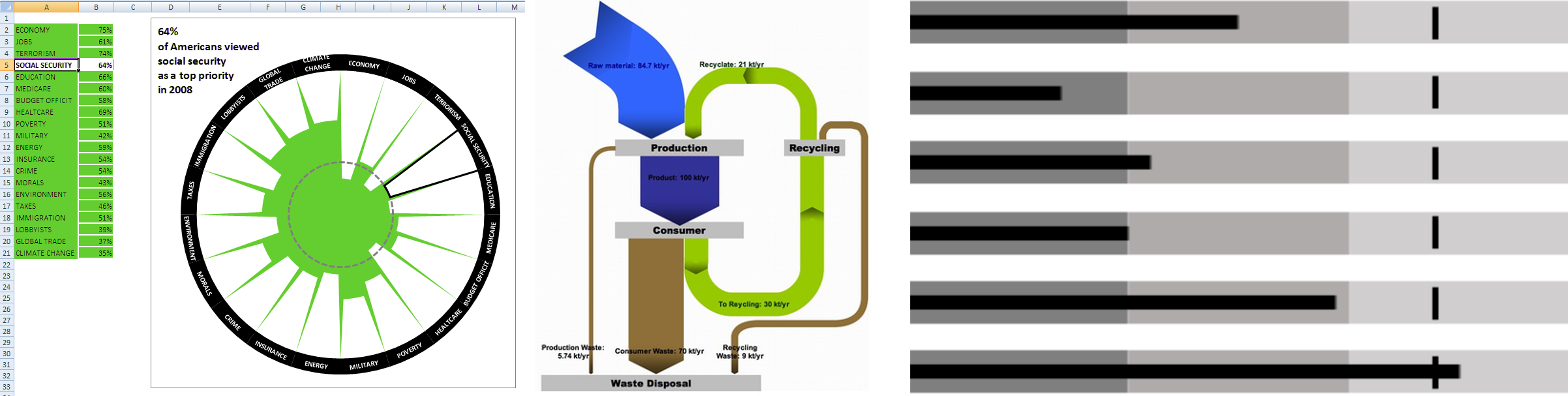 A B C D E F G H I J K L M
1
2 ECONOMY 75%
3 JOBS 61%
4 TERRORISM 74%
5 SOCIAL SECURITY 64%
6 EDUCATION 66%
7 MEDICARE 60%
8 BUDGET OFFICIT 58%
9 HEALTCARE 69%
10 POVERTY 51%
11 MILITARY 42%
12 ENERGY 59%
13 INSURANCE 54%
14 CRIME 54%
15 MORALS 43%
16 ENVIRONMENT 56%
17 TAXES 46%
18 IMMIGRATION 51%
19 LOBBYISTS 39%
20 GLOBAL TRADE 37%
21 CLIMATE CHANGE 35%
22
23
24
25
26
27
28
29
30
31
32
33
64%
of Americans viewed
social security
as a top priority
in 2008
ECONOMY
JOBS
TERRORISM
SOCIAL SECURITY
EDUCATION
MEDICARE
BUDGET OFFICIT
HEALTCARE
POVERTY
MILITARY
ENERGY
INSURANCE
CRIME
MORALS
ENVIRONMENT
TAXES
IMMIGRATION
LOBBYISTS
GLOBAL
TRADE
CLIMATE
CHANGE
Raw material: 84.7 kt/yr
Recyclate: 21 kt/yr
Production
Recycling
Product: 100 kt/yr
Consumer
To Reycling: 30 kt/yr
Production Waste:
5.74 kt/yr
Consumer Waste: 70 kt/yr
Recycling
Waste: 9 kt/yr
Waste Disposal